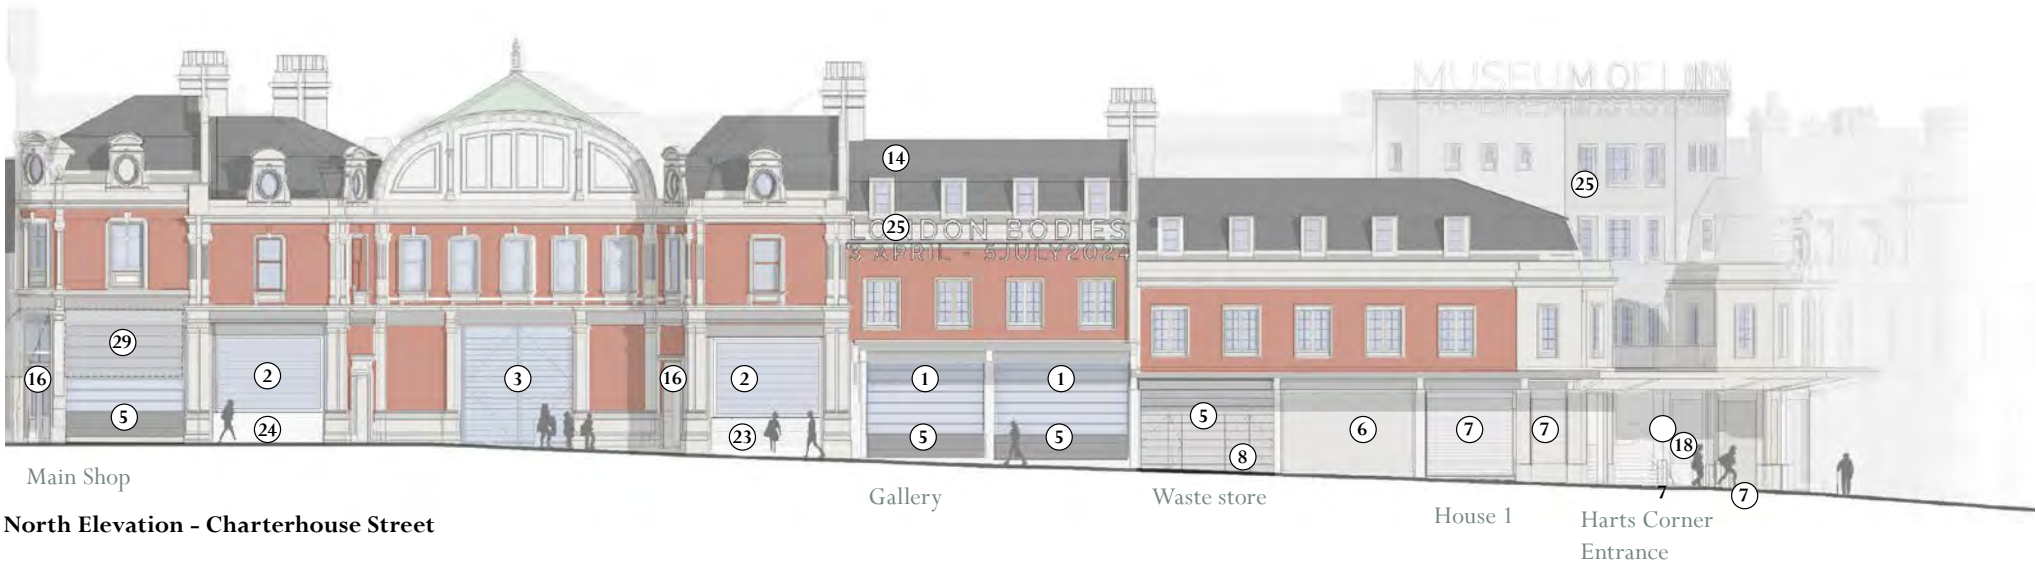 MUSEUM OF LONDON
14
25
25
LONDON BODIES
3 APRIL - 5 JULY 2024
29
2
3
16
16
2
1
1
5
24
23
5
5
5
8
6
7
7
18
7
7
Main Shop
Gallery
Waste store
House 1
Harts Corner
Entrance
North Elevation - Charterhouse Street